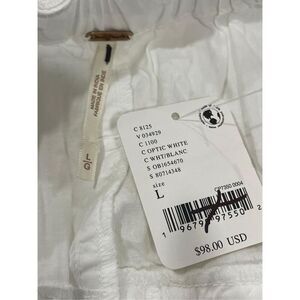 MADE IN INDIA
FABRIQUÉ EN INDE
L
G
C 8125
V 034929
C 1100
C OPTIC WHITE
C WHT/BLANC
S OB1654670
S 80714348
size
L
$98.00 USD